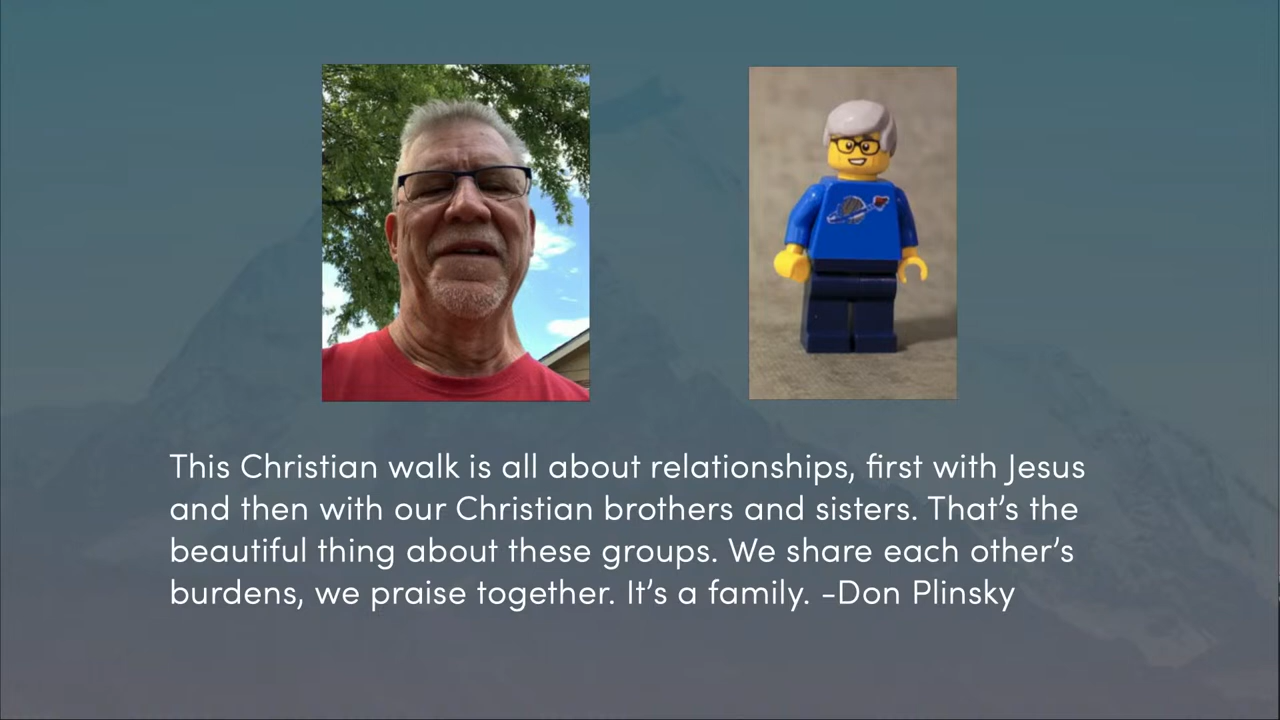 This Christian walk is all about relationships, first with Jesus
and then with our Christian brothers and sisters. That’s the
beautiful thing about these groups. We share each other’s
burdens, we praise together. It’s a family. -Don Plinsky